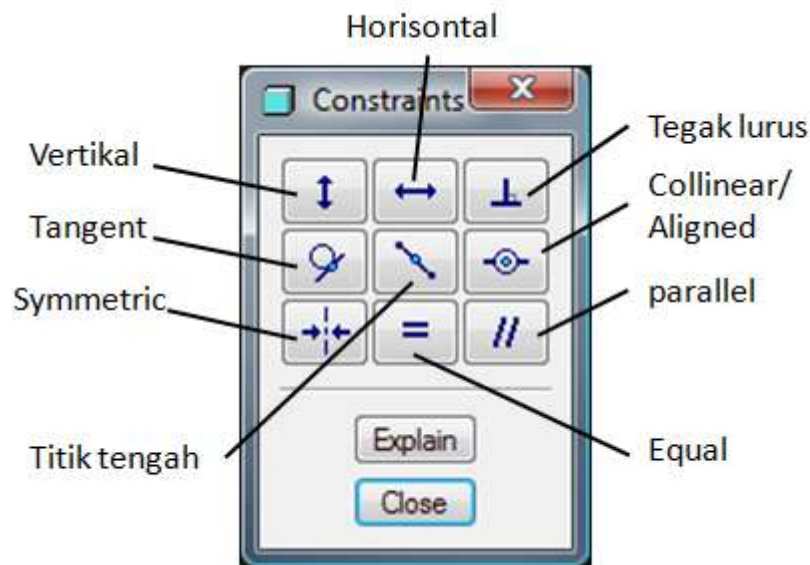 Horisontal
Constraints
Vertikal
Tegak lurus
Tangent
Collinear/
Aligned
Symmetric
parallel
Titik tengah
Explain
Equal
Close